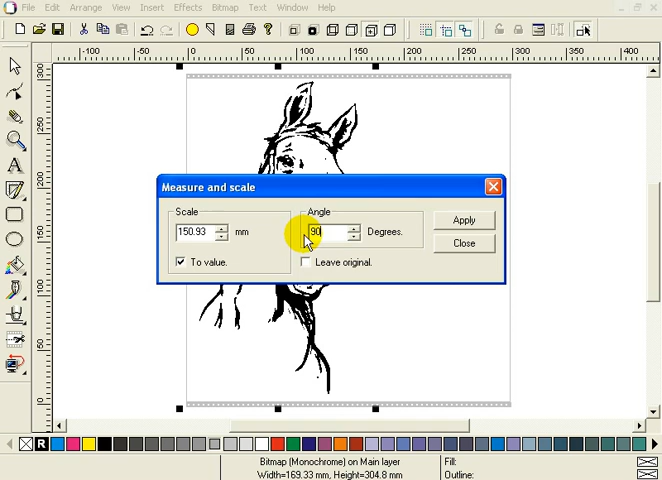 File Edit Arrange View Insert Effects Bitmap Text Window Help
-100 -50 0 50 100 150 200 250 300 350 400
300
250
200
150
100
50
0
Measure and scale
Scale
150.93 mm
To value.
Angle
90 Degrees.
Leave original.
Apply
Close
R
Bitmap (Monochrome) on Main layer
Width=169.33 mm, Height=304.8 mm
Fill:
Outline: